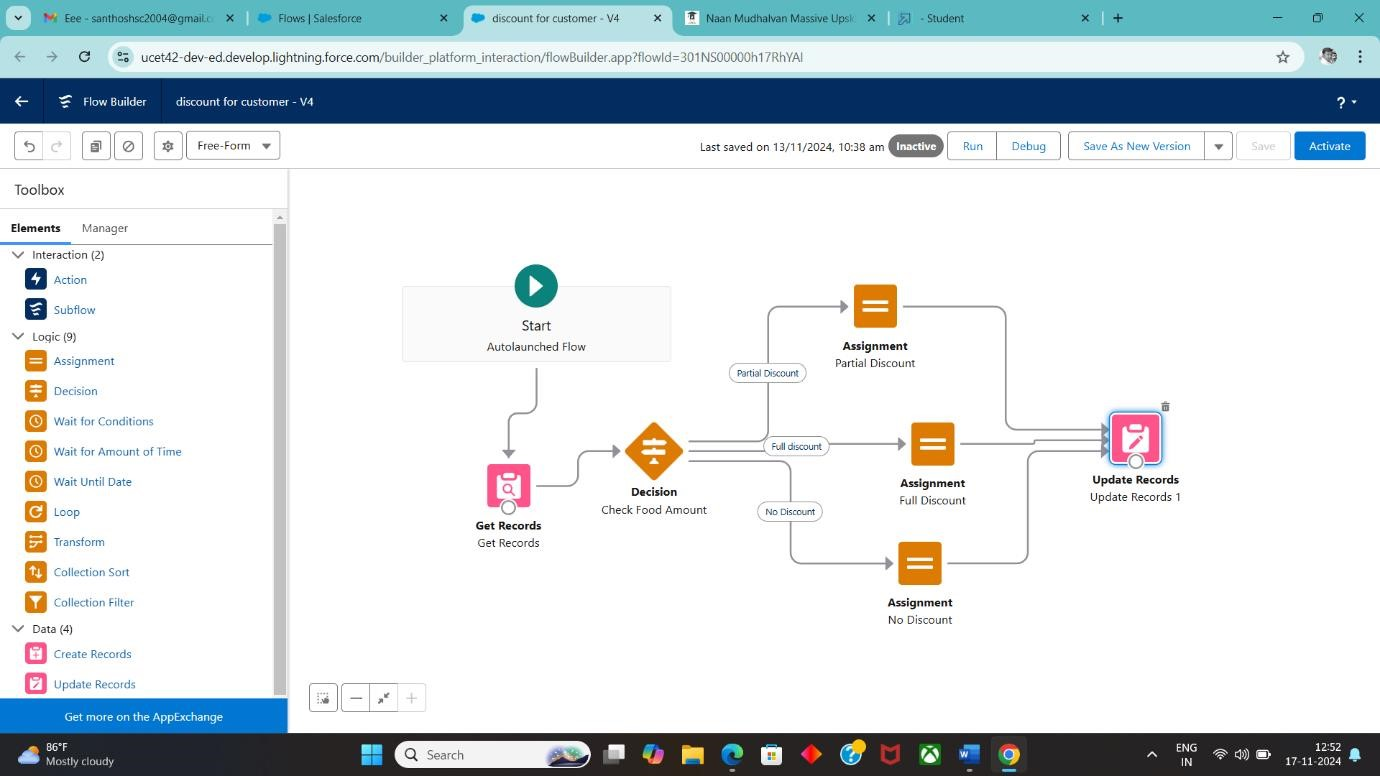 Eee - santhoshsc2004@gmail.c
Flows | Salesforce
discount for customer - V4
Naan Mudhalvan Massive Upsk
- Student
ucet42-dev-ed.develop.lightning.force.com/builder_platform_interaction/flowBuilder.app?flowId=301NS00000h17RhYAI
Flow Builder
discount for customer - V4
?
Free-Form
Last saved on 13/11/2024, 10:38 am
Inactive
Run
Debug
Save As New Version
Save
Activate
Toolbox
Elements
Manager
Interaction (2)
Action
Subflow
Logic (9)
Assignment
Decision
Wait for Conditions
Wait for Amount of Time
Wait Until Date
Loop
Transform
Collection Sort
Collection Filter
Data (4)
Create Records
Update Records
Get more on the AppExchange
Start
Autolaunched Flow
Get Records
Get Records
Decision
Check Food Amount
Partial Discount
Full discount
No Discount
Assignment
Partial Discount
Assignment
Full Discount
Assignment
No Discount
Update Records
Update Records 1
86°F
Mostly cloudy
Search
ENG
IN
12:52
17-11-2024